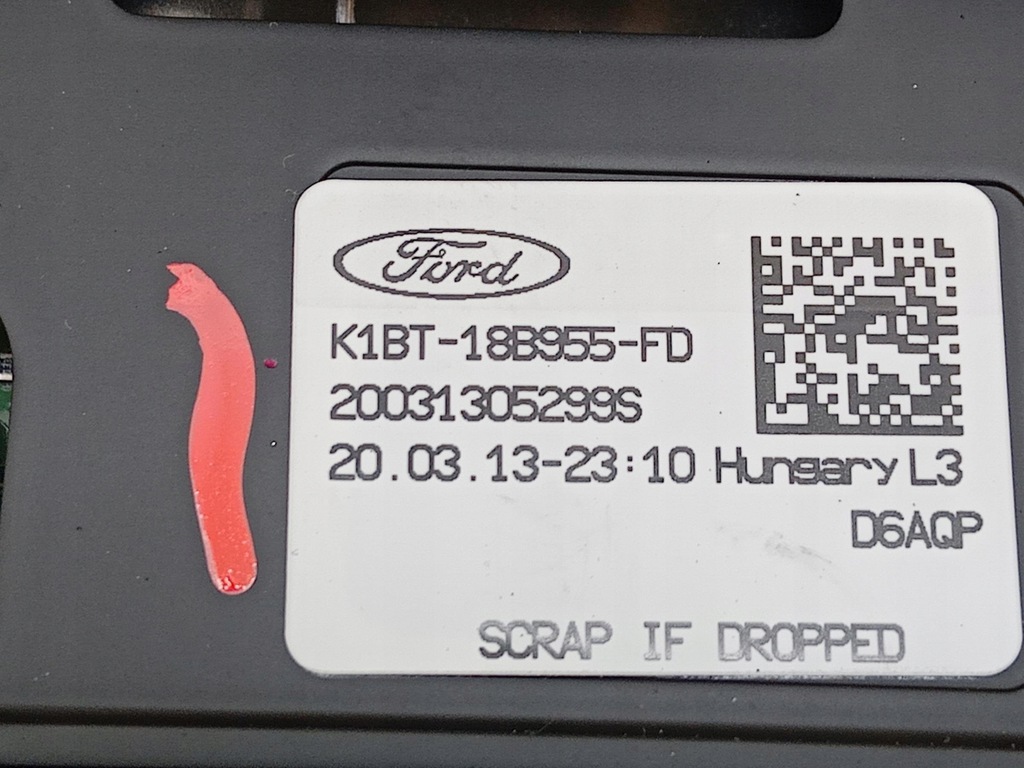 Ford
K1BT-18B955-FD
20031305299S
20.03.13-23:10 Hungary L3
D6AQP
SCRAP IF DROPPED